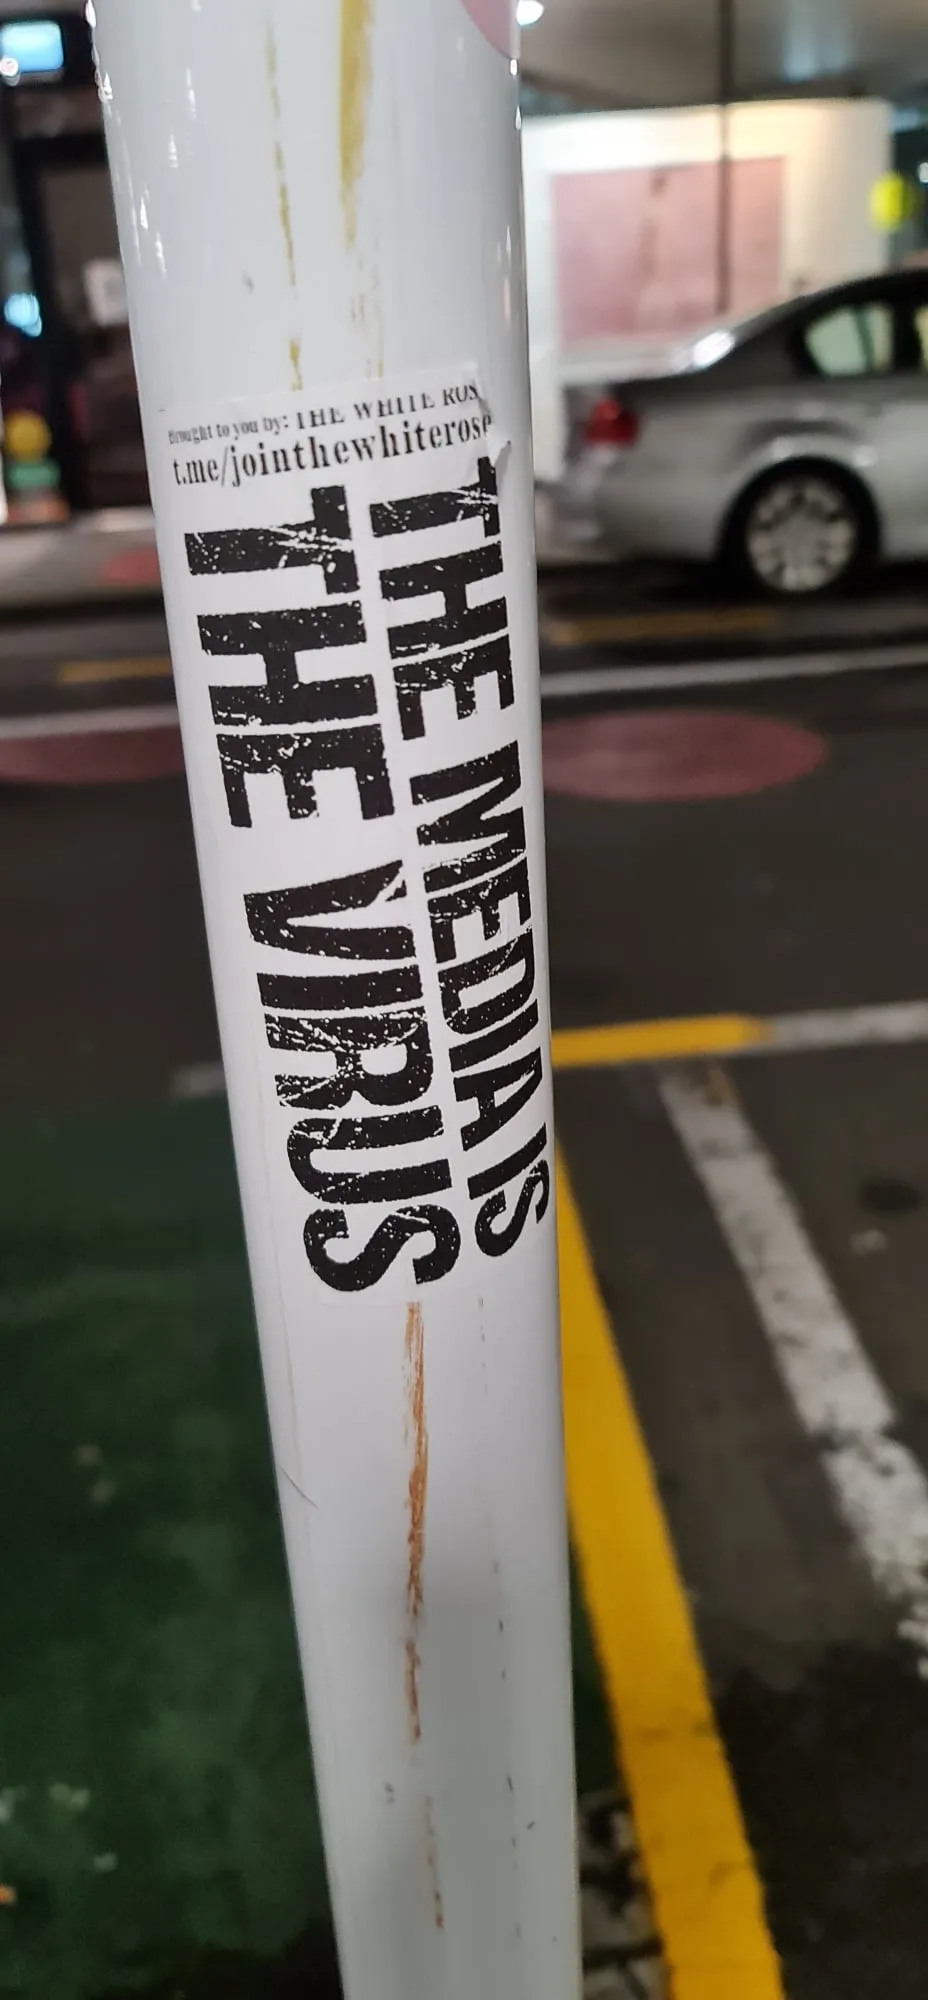 Brought to you by: THE WHITE ROS
t.me/jointhewhiterose
THE MEDIA IS
THE VIRUS